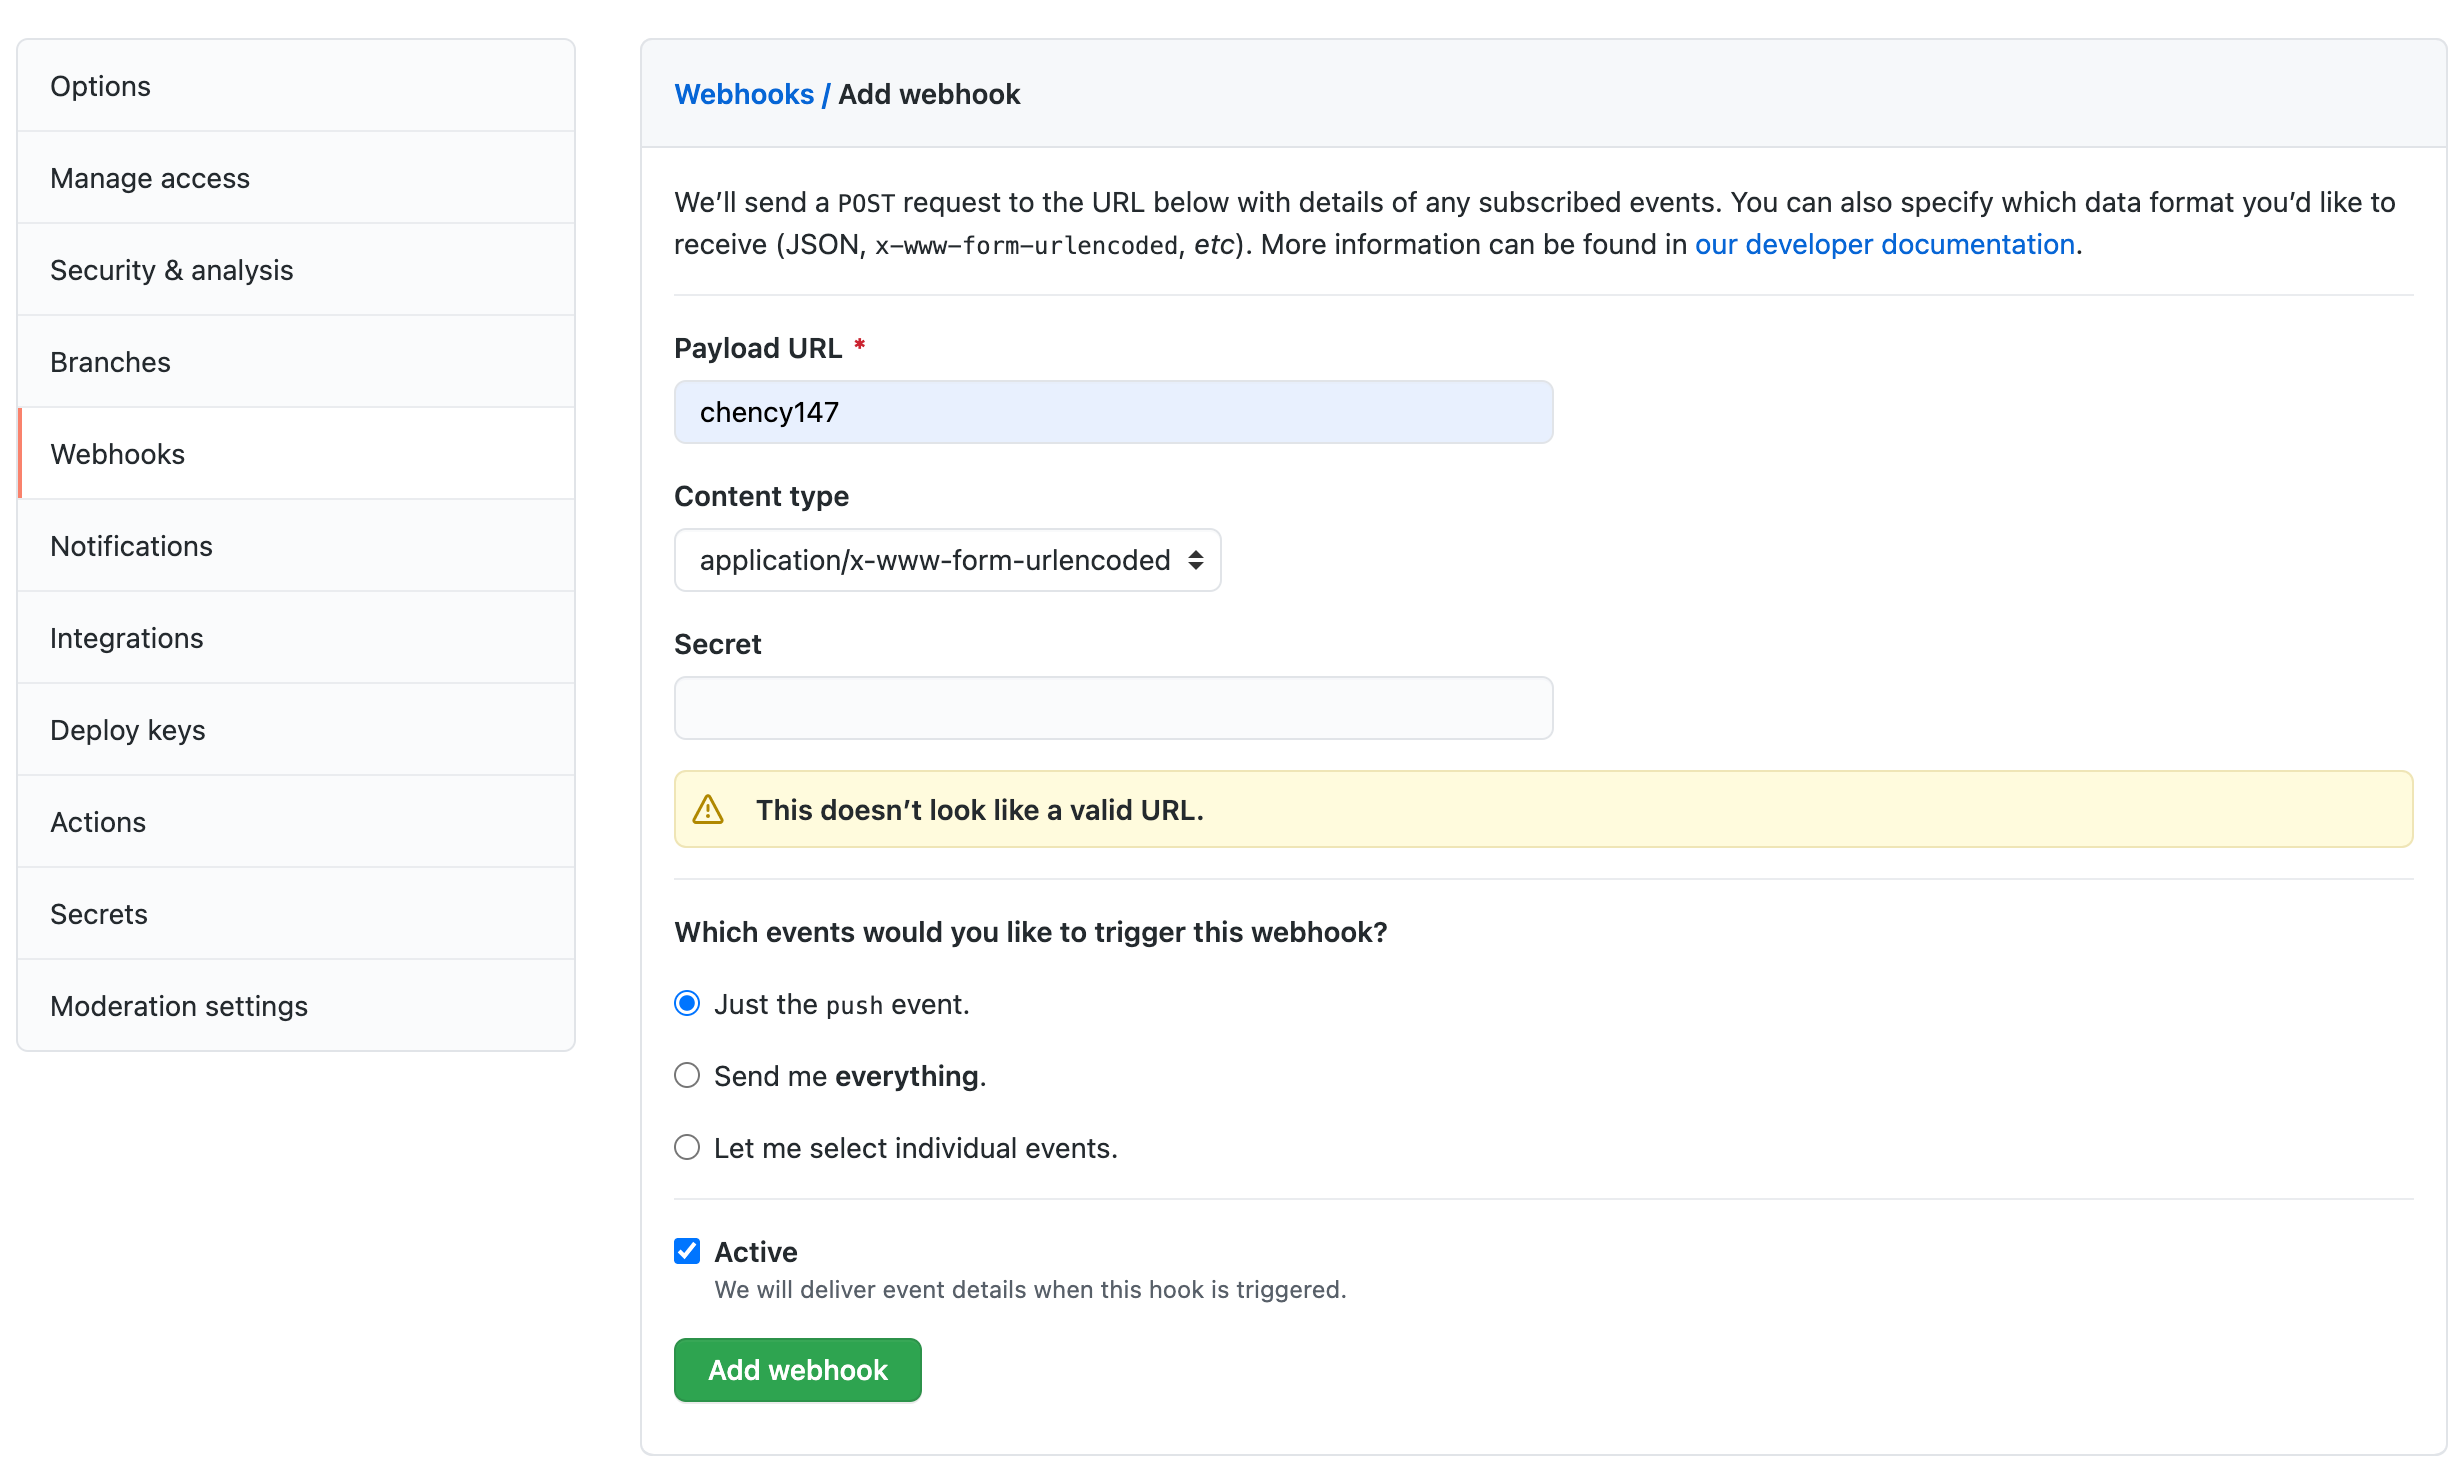 Options
Manage access
Security & analysis
Branches
Webhooks
Notifications
Integrations
Deploy keys
Actions
Secrets
Moderation settings
Webhooks / Add webhook
We’ll send a POST request to the URL below with details of any subscribed events. You can also specify which data format you’d like to
receive (JSON, x-www-form-urlencoded, etc). More information can be found in our developer documentation.
Payload URL *
chency147
Content type
application/x-www-form-urlencoded
Secret
This doesn’t look like a valid URL.
Which events would you like to trigger this webhook?
Just the push event.
Send me everything.
Let me select individual events.
Active
We will deliver event details when this hook is triggered.
Add webhook